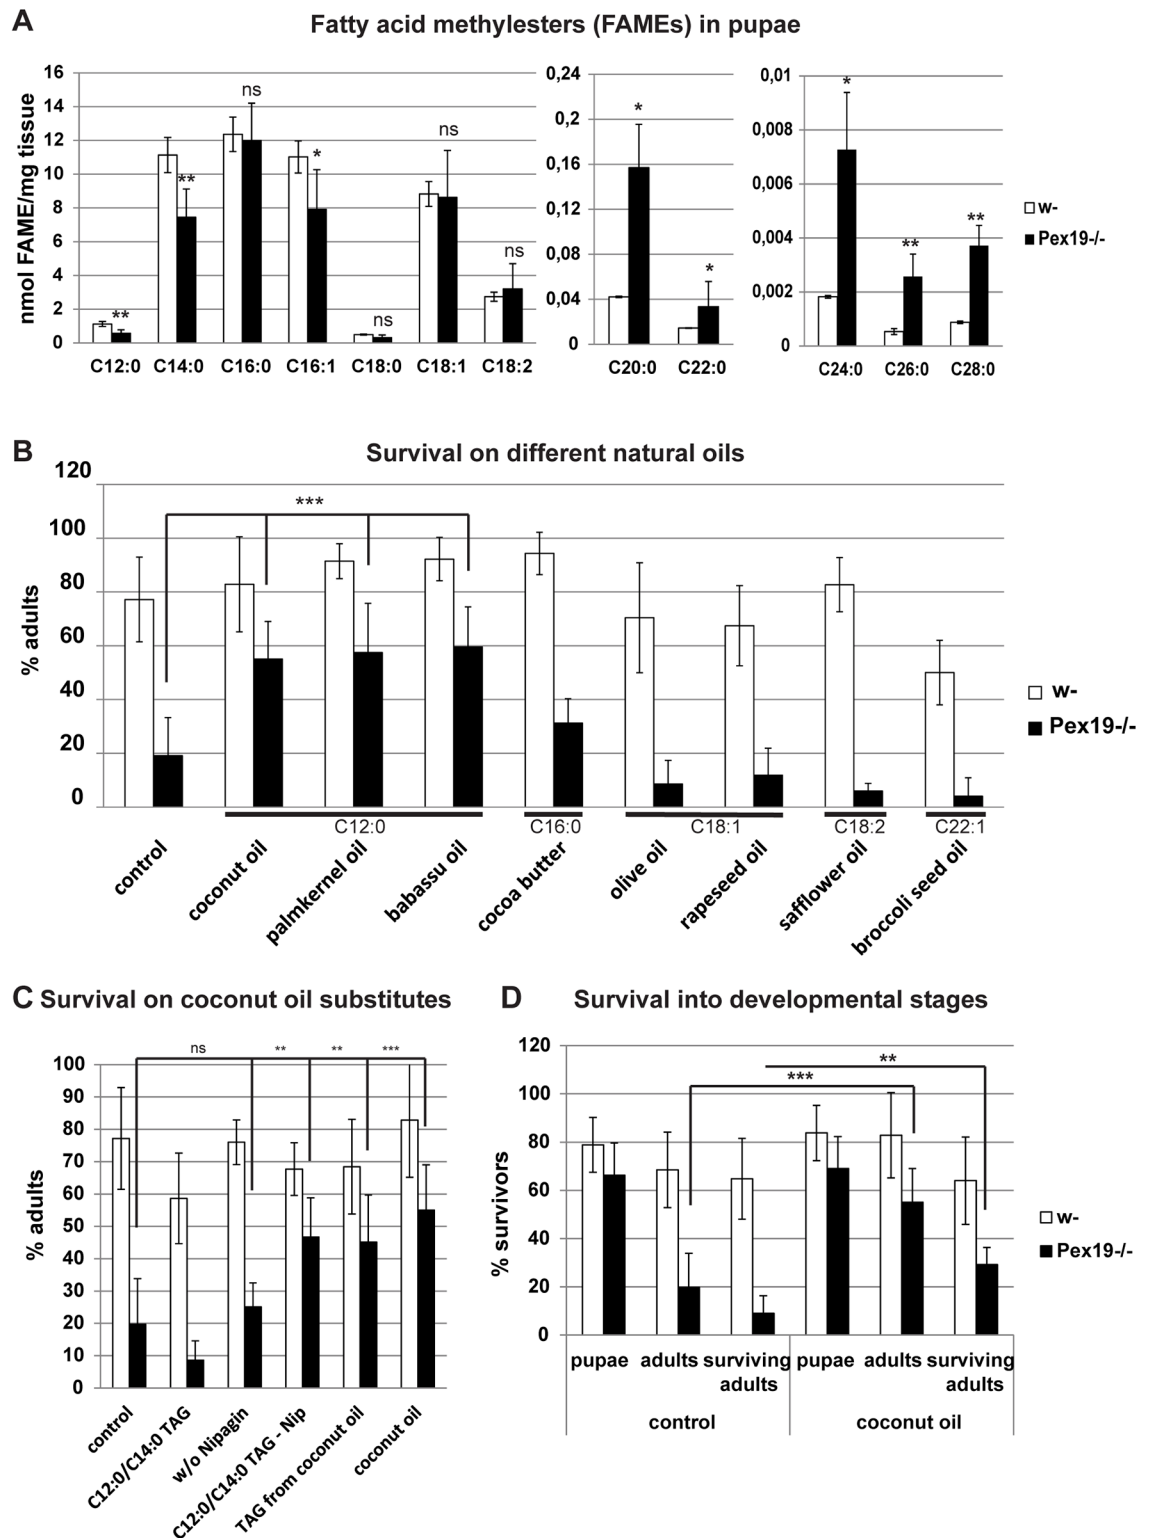 A
Fatty acid methylesters (FAMEs) in pupae
nmol FAME/mg tissue
16
14
12
10
8
6
4
2
0
**
**
ns
*
ns
ns
ns
C12:0 C14:0 C16:0 C16:1 C18:0 C18:1 C18:2
0,24
0,2
0,16
0,12
0,08
0,04
0
*
*
C20:0 C22:0
0,01
0,008
0,006
0,004
0,002
0
*
**
**
C24:0 C26:0 C28:0
w-
Pex19-/-
B
Survival on different natural oils
% adults
120
100
80
60
40
20
0
***
C12:0 C16:0 C18:1 C18:2 C22:1
control
coconut oil
palmkernel oil
babassu oil
cocoa butter
olive oil
rapeseed oil
safflower oil
broccoli seed oil
w-
Pex19-/-
C Survival on coconut oil substitutes
% adults
100
90
80
70
60
50
40
30
20
10
0
ns ** ** ***
control
C12:0/C14:0 TAG
w/o Nipagin
C12:0/C14:0 TAG - Nip
TAG from coconut oil
coconut oil
D Survival into developmental stages
% survivors
120
100
80
60
40
20
0
**
***
pupae adults surviving pupae adults surviving
adults adults
control coconut oil
w-
Pex19-/-